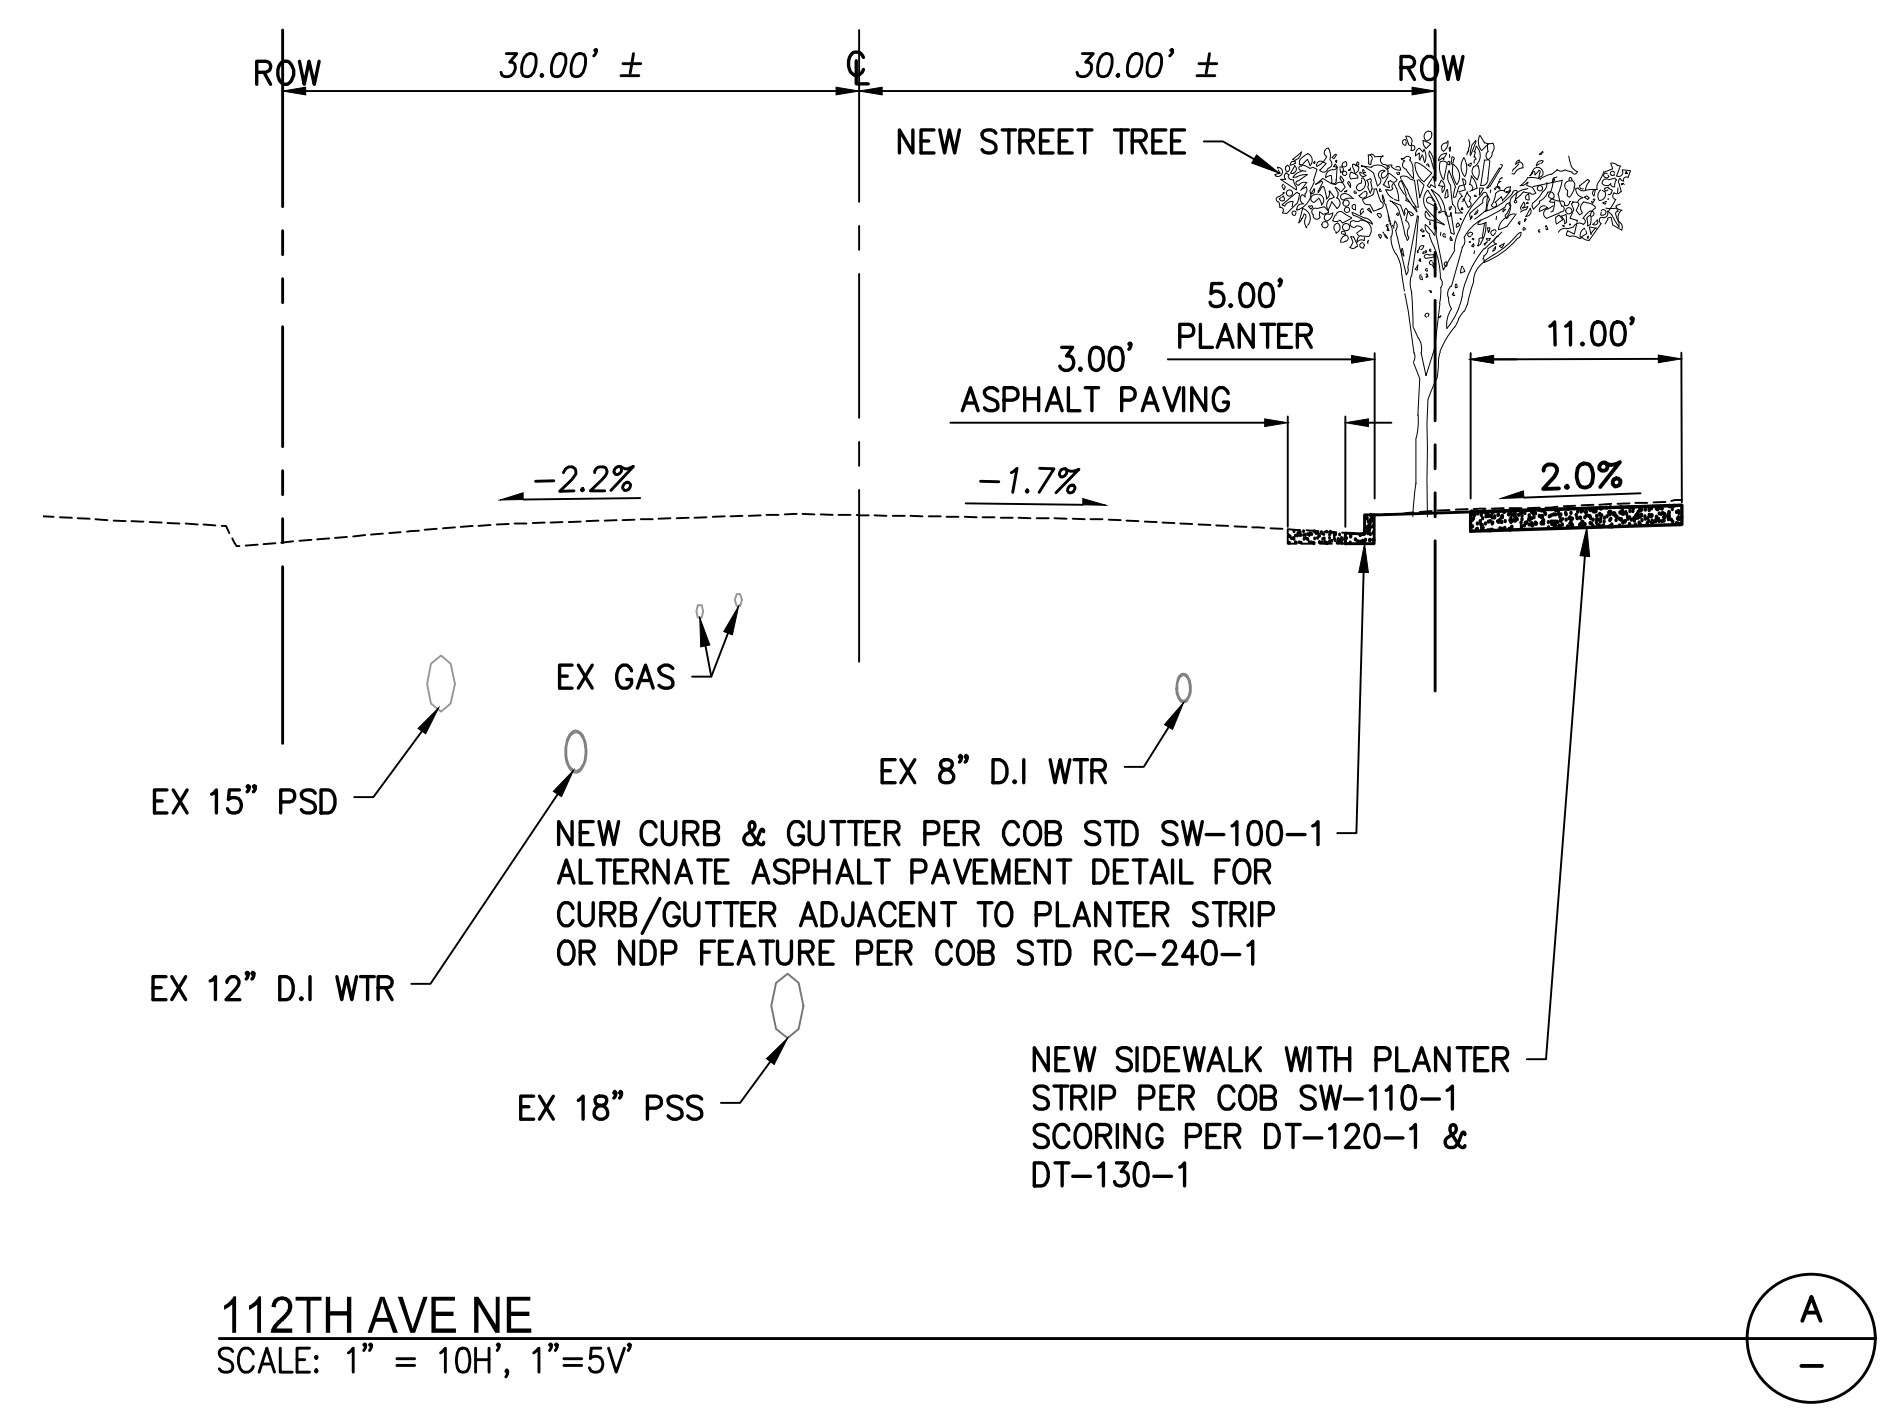 ROW 30.00' ± ℄ 30.00' ± ROW
NEW STREET TREE
5.00'
PLANTER
11.00'
3.00'
ASPHALT PAVING
-2.2%
-1.7%
2.0%
EX GAS
EX 8" D.I WTR
EX 15" PSD
NEW CURB & GUTTER PER COB STD SW-100-1
ALTERNATE ASPHALT PAVEMENT DETAIL FOR
CURB/GUTTER ADJACENT TO PLANTER STRIP
OR NDP FEATURE PER COB STD RC-240-1
EX 12" D.I WTR
EX 18" PSS
NEW SIDEWALK WITH PLANTER
STRIP PER COB SW-110-1
SCORING PER DT-120-1 &
DT-130-1
112TH AVE NE
SCALE: 1" = 10H', 1"=5V'
A
-